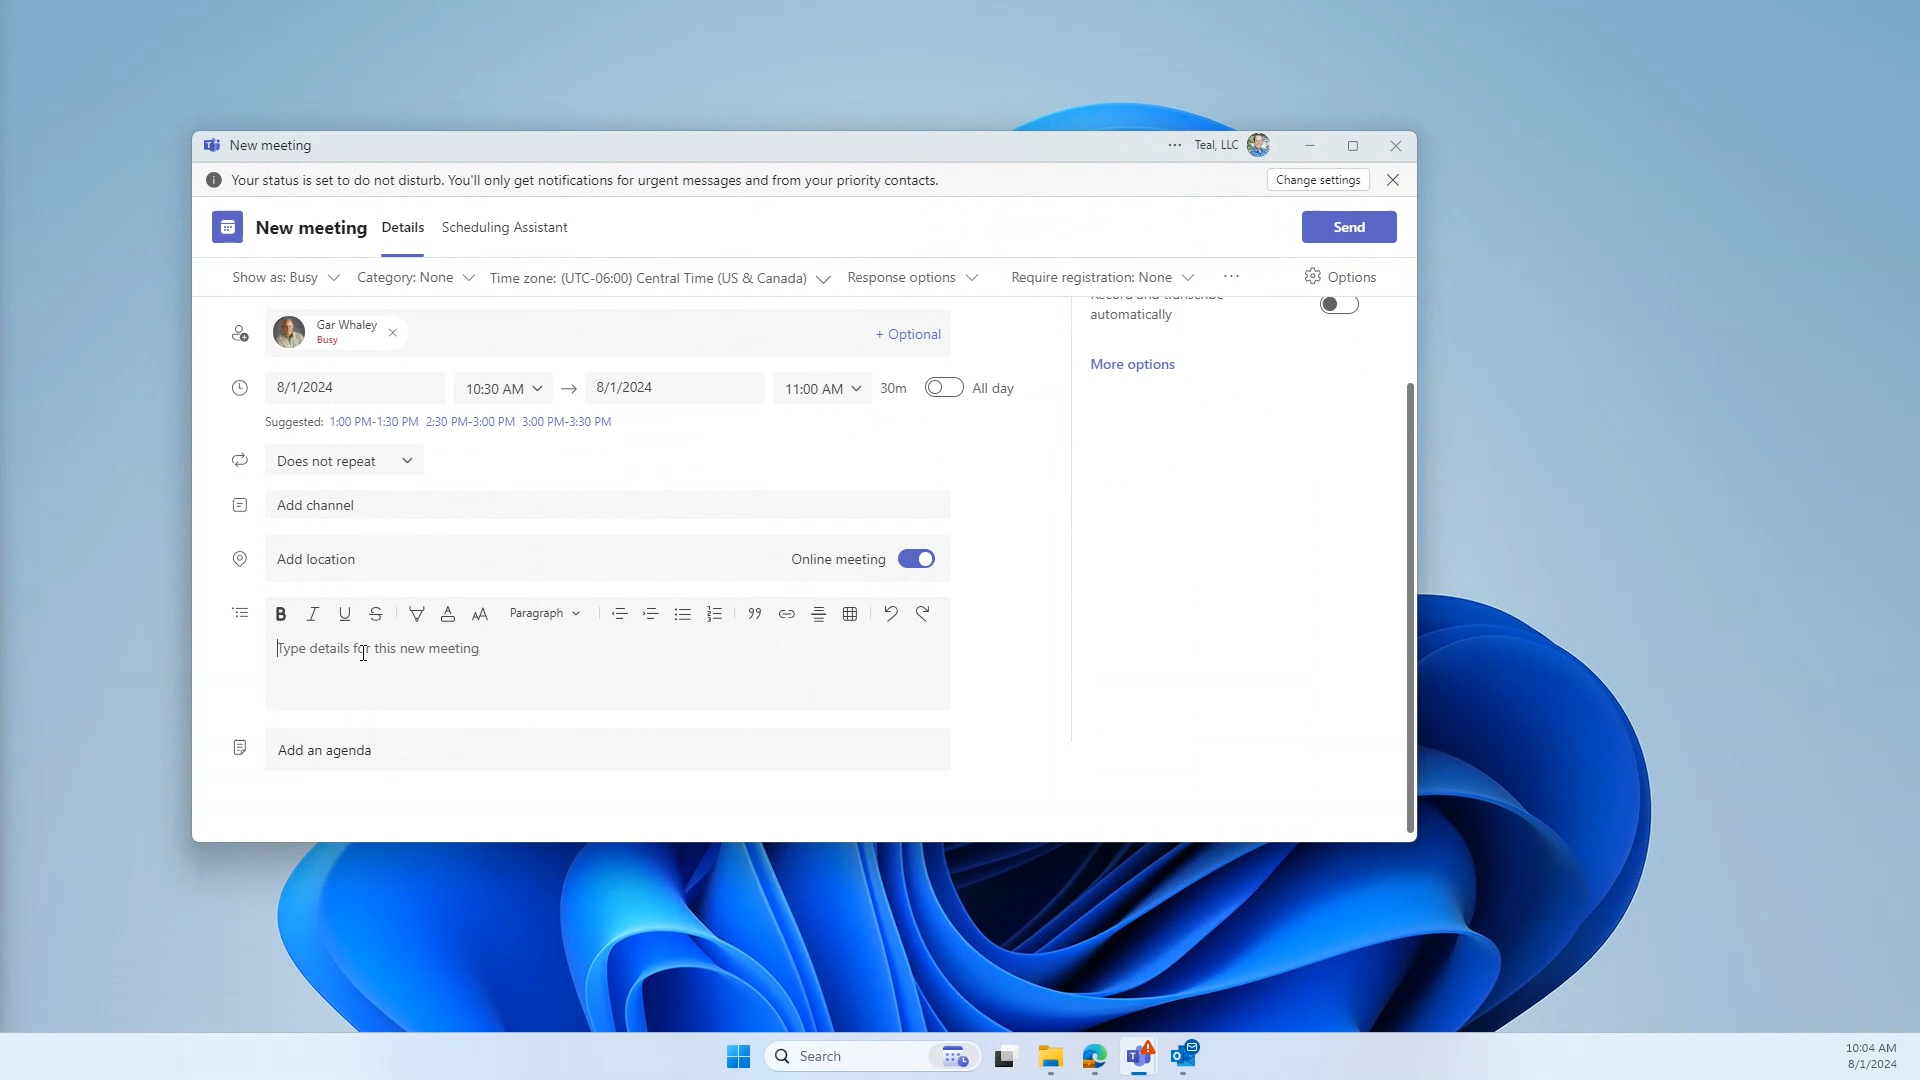 New meeting
Teal, LLC
Your status is set to do not disturb. You'll only get notifications for urgent messages and from your priority contacts.
Change settings
New meeting Details Scheduling Assistant
Send
Show as: Busy Category: None Time zone: (UTC-06:00) Central Time (US & Canada) Response options Require registration: None Options
Record and transcribe
automatically
Gar Whaley
Busy
+ Optional
More options
8/1/2024 10:30 AM 8/1/2024 11:00 AM 30m All day
Suggested: 1:00 PM-1:30 PM 2:30 PM-3:00 PM 3:00 PM-3:30 PM
Does not repeat
Add channel
Add location Online meeting
Paragraph
Type details for this new meeting
Add an agenda
Search
10:04 AM
8/1/2024